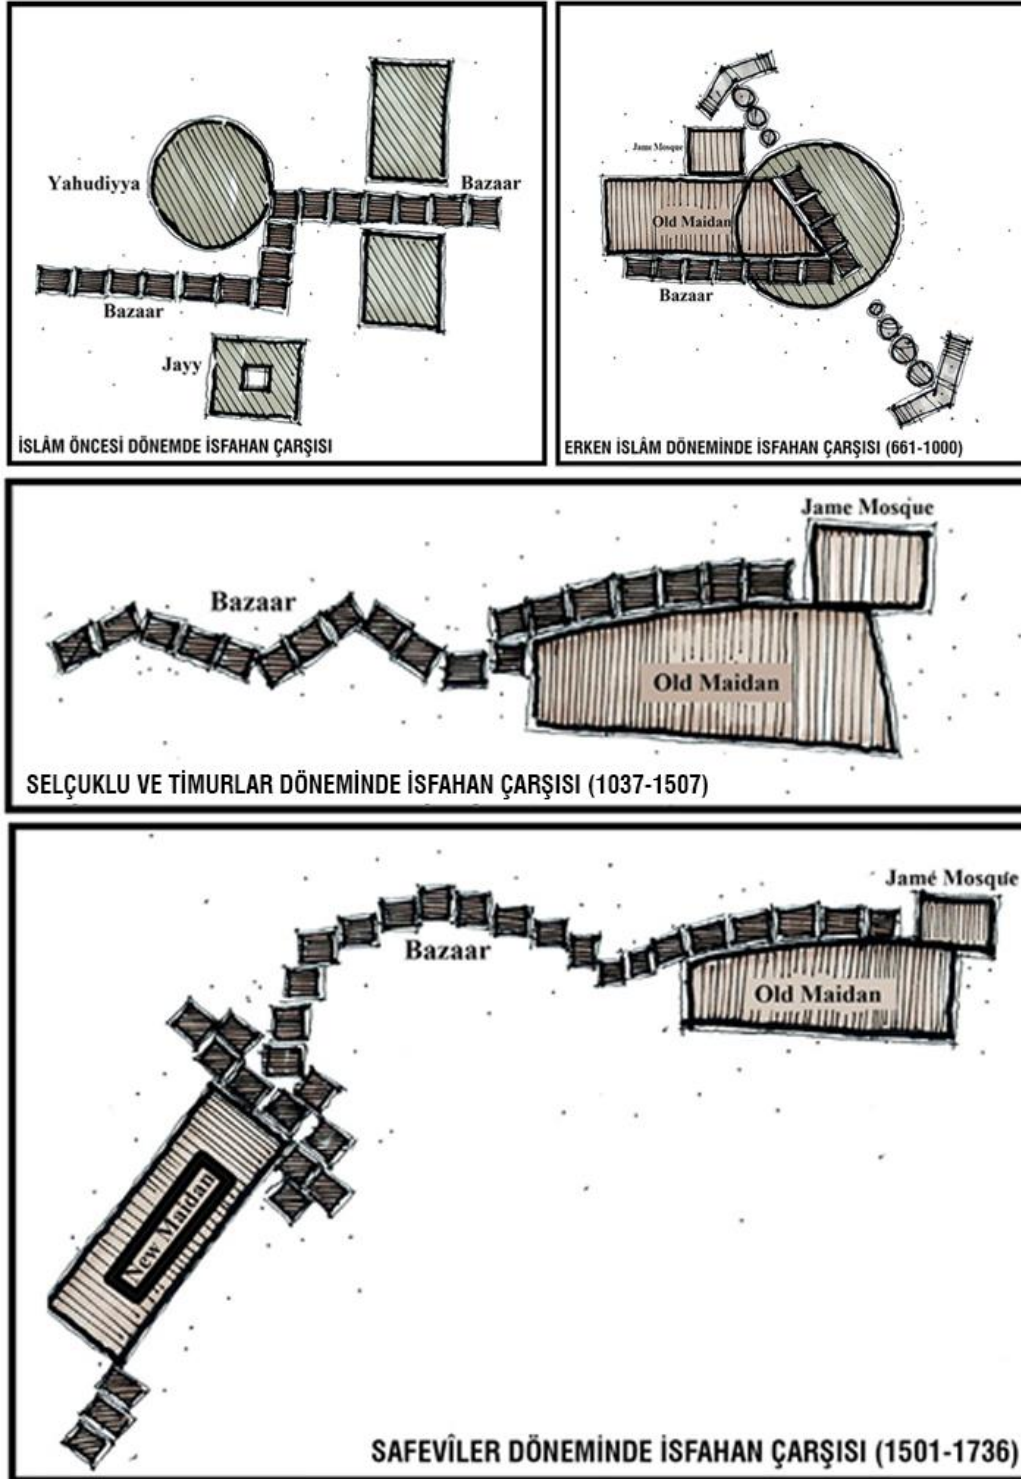 Yahudiyya
Bazaar
Bazaar
Jayy
İSLÂM ÖNCESİ DÖNEMDE İSFAHAN ÇARŞISI
Jame Mosque
Old Maidan
Bazaar
ERKEN İSLÂM DÖNEMİNDE İSFAHAN ÇARŞISI (661-1000)
Jame Mosque
Bazaar
Old Maidan
SELÇUKLU VE TİMURLAR DÖNEMİNDE İSFAHAN ÇARŞISI (1037-1507)
Jamé Mosque
Bazaar
Old Maidan
New Maidan
SAFEVÎLER DÖNEMİNDE İSFAHAN ÇARŞISI (1501-1736)